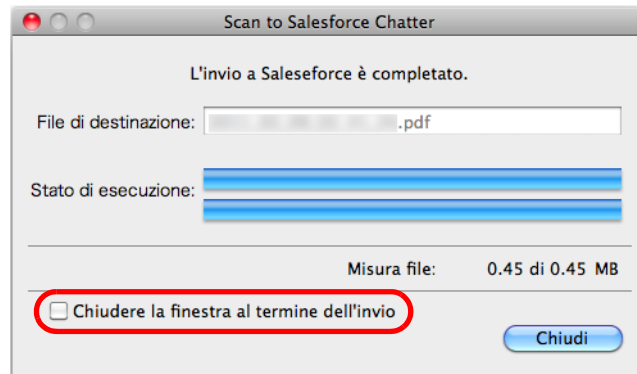 Scan to Salesforce Chatter
L'invio a Saleseforce è completato.
File di destinazione: .pdf
Stato di esecuzione:
Misura file: 0.45 di 0.45 MB
Chiudere la finestra al termine dell'invio
Chiudi